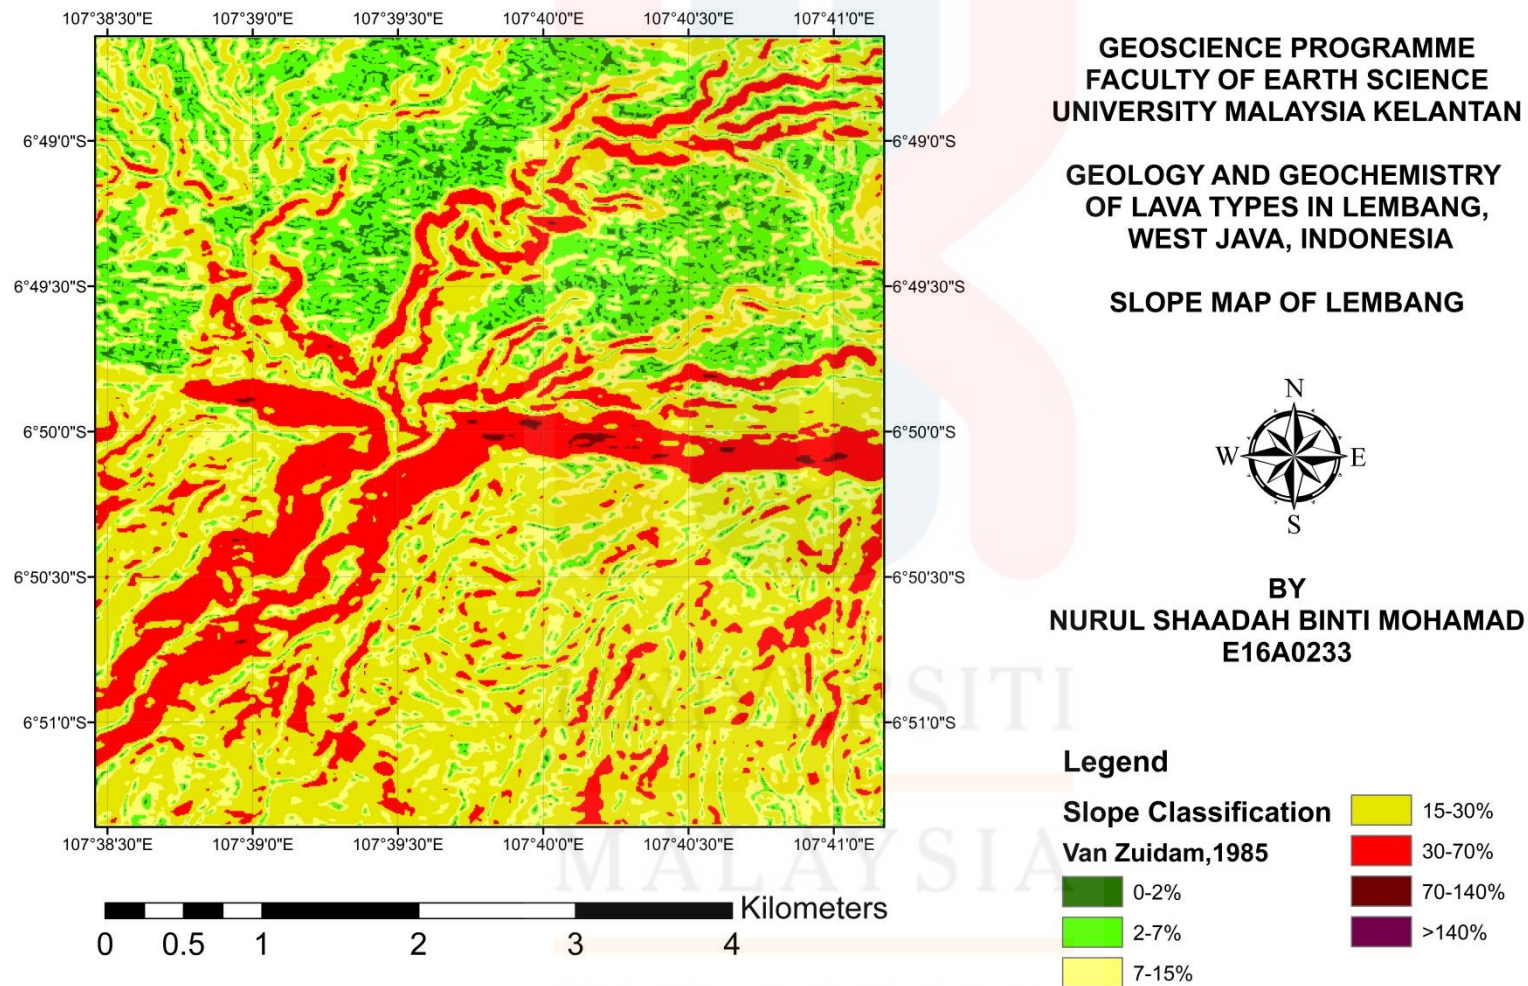 107°38'30"E 107°39'0"E 107°39'30"E 107°40'0"E 107°40'30"E 107°41'0"E
6°49'0"S 6°49'0"S
6°49'30"S 6°49'30"S
6°50'0"S 6°50'0"S
6°50'30"S 6°50'30"S
6°51'0"S 6°51'0"S
107°38'30"E 107°39'0"E 107°39'30"E 107°40'0"E 107°40'30"E 107°41'0"E
Kilometers
0 0.5 1 2 3 4
GEOSCIENCE PROGRAMME
FACULTY OF EARTH SCIENCE
UNIVERSITY MALAYSIA KELANTAN
GEOLOGY AND GEOCHEMISTRY
OF LAVA TYPES IN LEMBANG,
WEST JAVA, INDONESIA
SLOPE MAP OF LEMBANG
N
W E
S
BY
NURUL SHAADAH BINTI MOHAMAD
E16A0233
Legend
Slope Classification
Van Zuidam,1985
0-2%
2-7%
7-15%
15-30%
30-70%
70-140%
>140%
UNIVERSITI
MALAYSIA